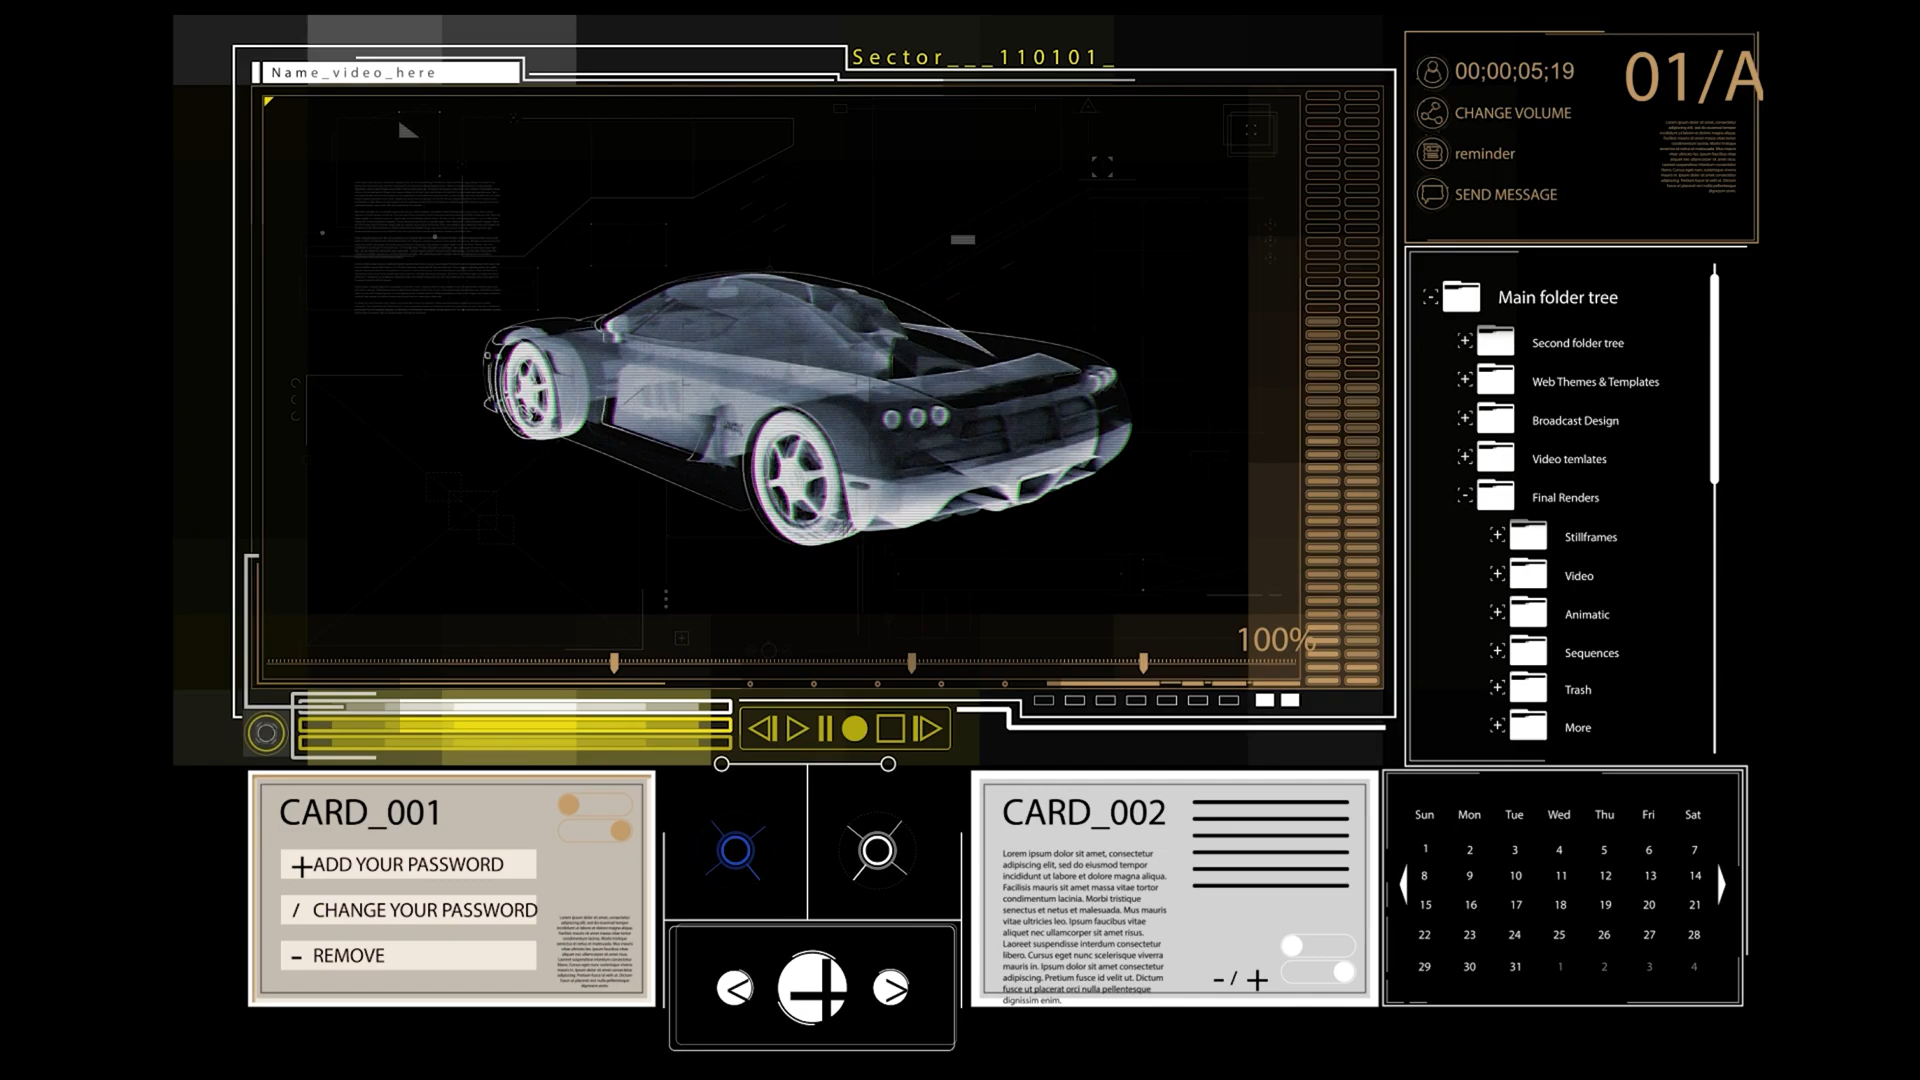 Name_video_here
Sector___110101_
100%
00;00;05;19
CHANGE VOLUME
reminder
SEND MESSAGE
01/A
Main folder tree
Second folder tree
Web Themes & Templates
Broadcast Design
Video temlates
Final Renders
Stillframes
Video
Animatic
Sequences
Trash
More
CARD_001
+ADD YOUR PASSWORD
/ CHANGE YOUR PASSWORD
- REMOVE
< + >
CARD_002
Lorem ipsum dolor sit amet, consectetur
adipiscing elit, sed do eiusmod tempor
incididunt ut labore et dolore magna aliqua.
Facilisis mauris sit amet massa vitae tortor
condimentum lacinia. Morbi tristique
senectus et netus et malesuada. Mus mauris
vitae ultricies leo. Ipsum faucibus vitae
aliquet nec ullamcorper sit amet risus.
Laoreet suspendisse interdum consectetur
libero. Cursus eget nunc scelerisque viverra
mauris in. Ipsum dolor sit amet consectetur
adipiscing. Pretium fusce id velit ut. Dictum
fusce ut placerat orci nulla pellentesque
dignissim enim.
- / +
Sun Mon Tue Wed Thu Fri Sat
1 2 3 4 5 6 7
8 9 10 11 12 13 14
15 16 17 18 19 20 21
22 23 24 25 26 27 28
29 30 31 1 2 3 4